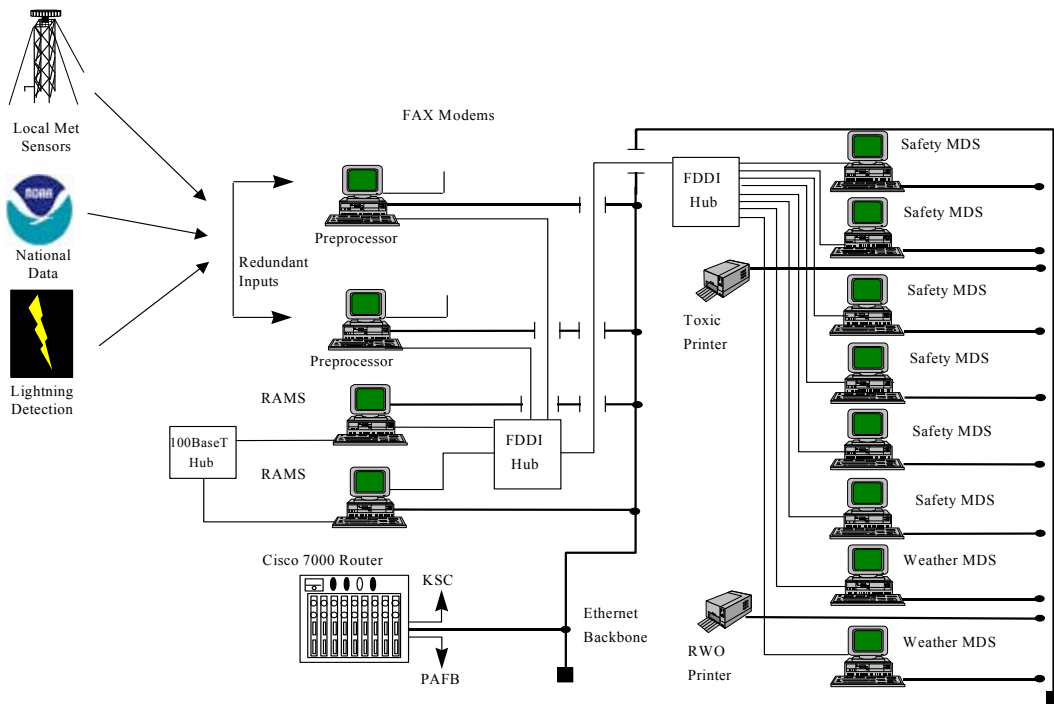 Local Met
Sensors
NOAA
National
Data
Lightning
Detection
Redundant
Inputs
FAX Modems
Preprocessor
Preprocessor
RAMS
RAMS
100BaseT
Hub
FDDI
Hub
Cisco 7000 Router
KSC
PAFB
Ethernet
Backbone
FDDI
Hub
Toxic
Printer
RWO
Printer
Safety MDS
Safety MDS
Safety MDS
Safety MDS
Safety MDS
Safety MDS
Weather MDS
Weather MDS